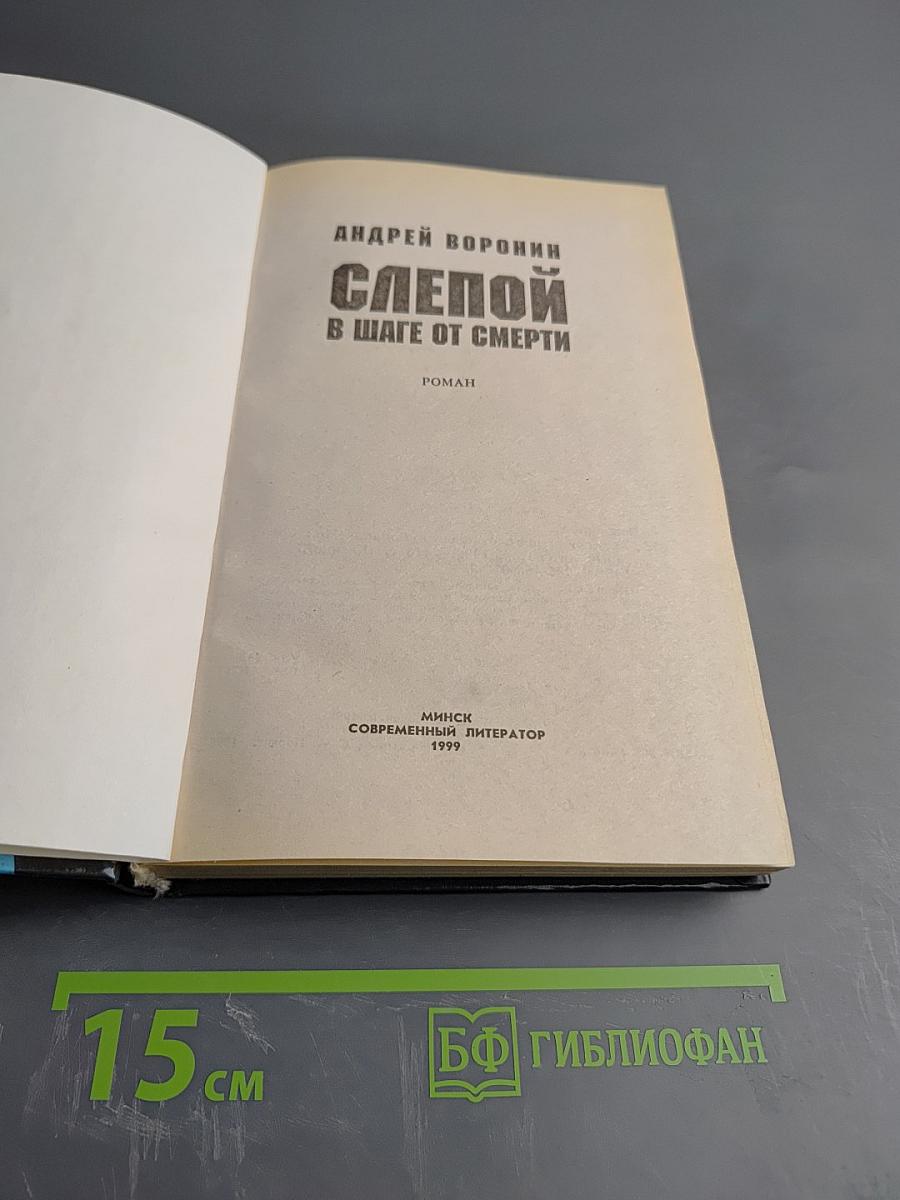 АНДРЕЙ ВОРОНИН
СЛЕПОЙ
В ШАГЕ ОТ СМЕРТИ
РОМАН
МИНСК
СОВРЕМЕННЫЙ ЛИТЕРАТОР
1999
15 см
БФ ГИБЛИОФАН